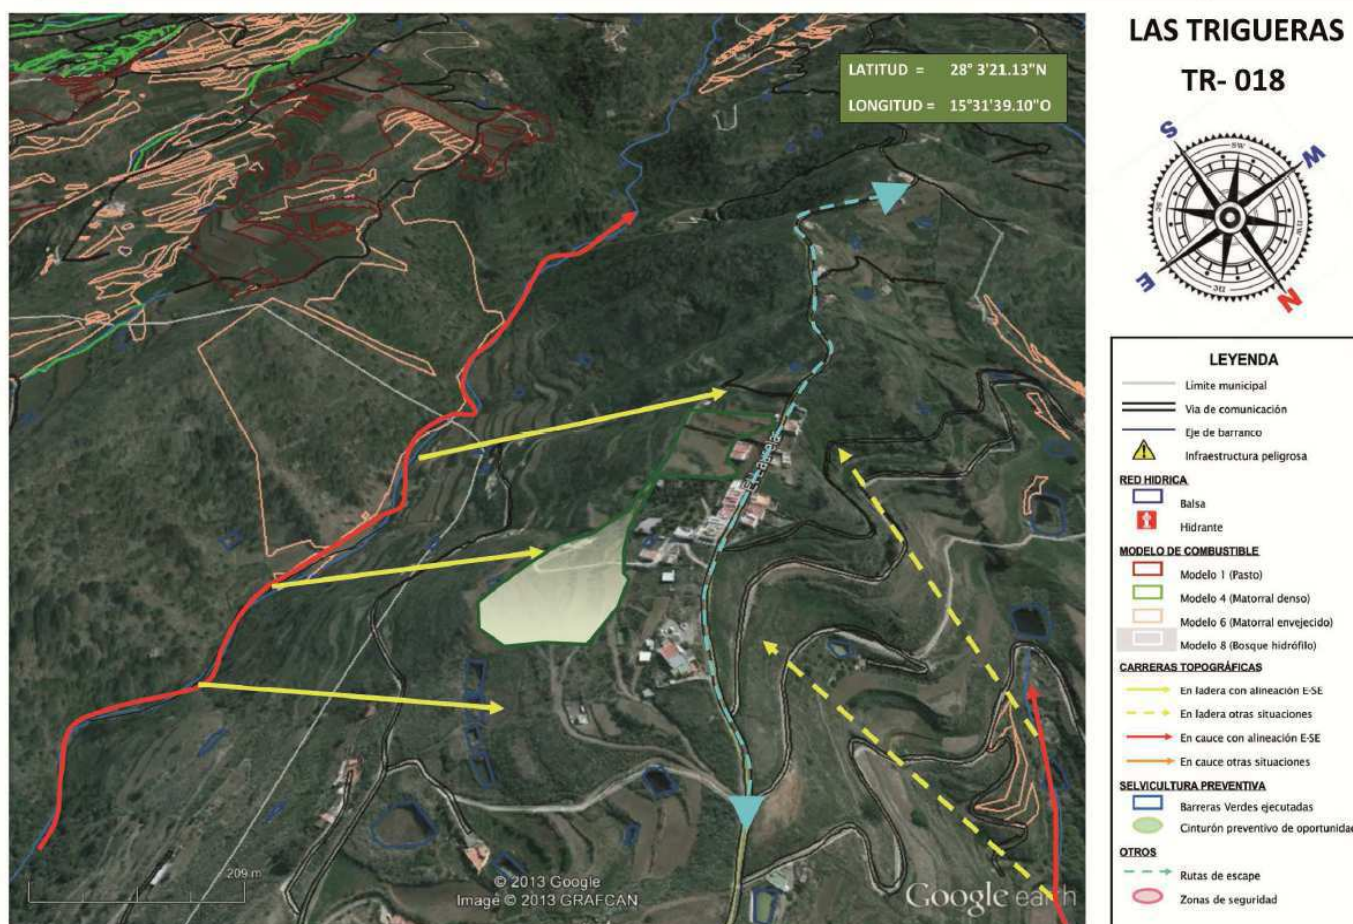 LAS TRIGUERAS
TR- 018
LATITUD = 28° 3'21.13"N
LONGITUD = 15°31'39.10"O
S
W
SW
E
N
El Laurelar
209 m
© 2013 Google
Image © 2013 GRAFCAN
Google earth
LEYENDA
Límite municipal
Via de comunicación
Eje de barranco
Infraestructura peligrosa
RED HIDRICA
Balsa
Hidrante
MODELO DE COMBUSTIBLE
Modelo 1 (Pasto)
Modelo 4 (Matorral denso)
Modelo 6 (Matorral envejecido)
Modelo 8 (Bosque hidrófilo)
CARRERAS TOPOGRÁFICAS
En ladera con alineación E-SE
En ladera otras situaciones
En cauce con alineación E-SE
En cauce otras situaciones
SELVICULTURA PREVENTIVA
Barreras Verdes ejecutadas
Cinturón preventivo de oportunidad
OTROS
Rutas de escape
Zonas de seguridad